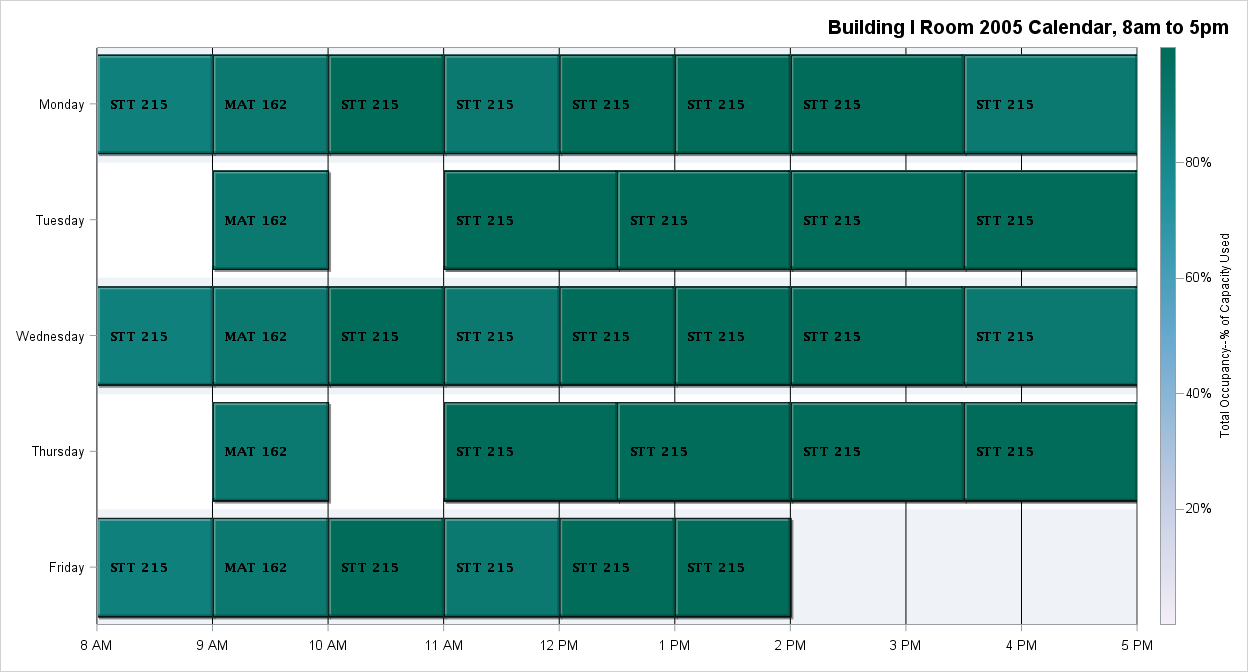 Building I Room 2005 Calendar, 8am to 5pm
Monday
STT 215 MAT 162 STT 215 STT 215 STT 215 STT 215 STT 215 STT 215
Tuesday
MAT 162 STT 215 STT 215 STT 215 STT 215
Wednesday
STT 215 MAT 162 STT 215 STT 215 STT 215 STT 215 STT 215 STT 215
Thursday
MAT 162 STT 215 STT 215 STT 215 STT 215
Friday
STT 215 MAT 162 STT 215 STT 215 STT 215 STT 215
8 AM 9 AM 10 AM 11 AM 12 PM 1 PM 2 PM 3 PM 4 PM 5 PM
80%
60%
40%
20%
Total Occupancy--% of Capacity Used